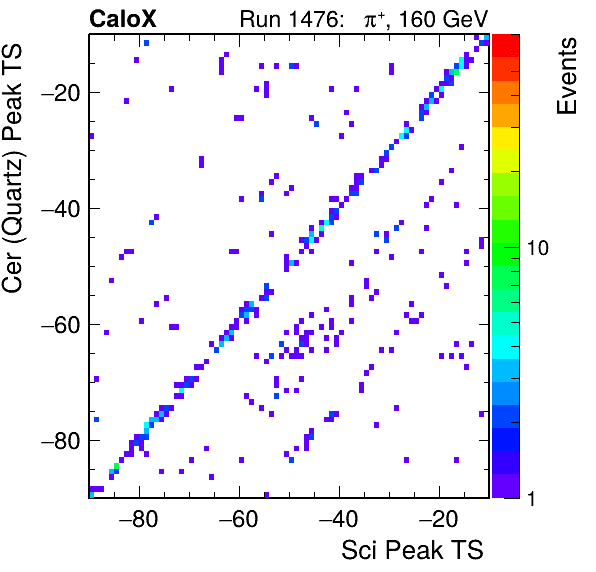 CaloX Run 1476: π+, 160 GeV
Cer (Quartz) Peak TS
Events
−20
−40
−60
−80
10
1
−80 −60 −40 −20
Sci Peak TS